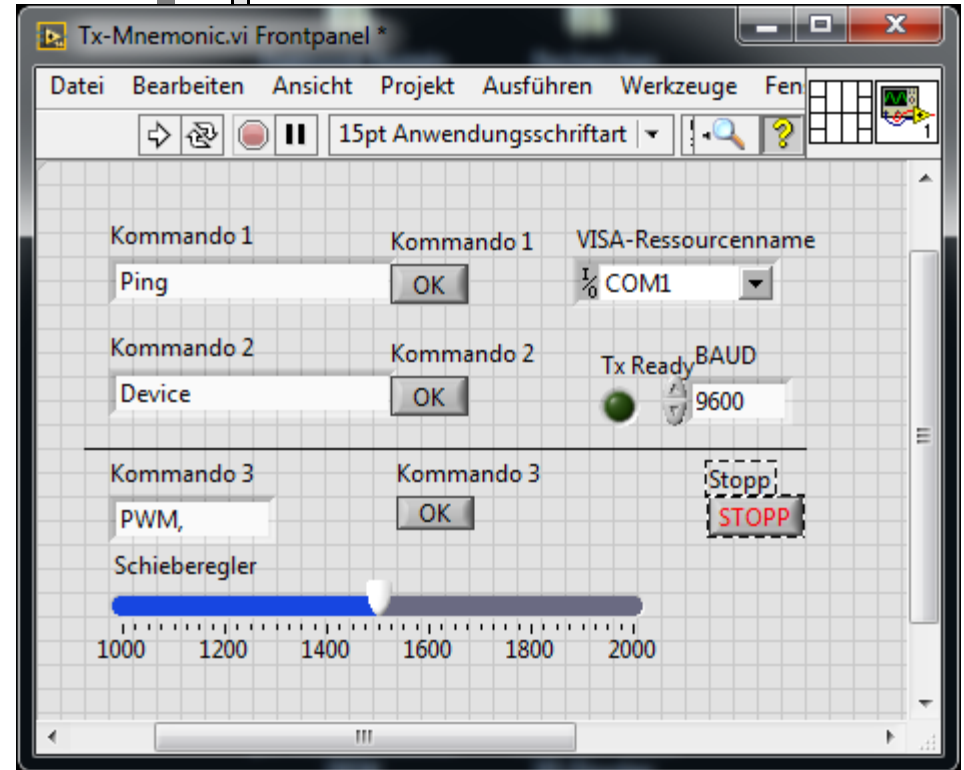 Tx-Mnemonic.vi Frontpanel *
Datei Bearbeiten Ansicht Projekt Ausführen Werkzeuge Fen
15pt Anwendungsschriftart
1
Kommando 1 Kommando 1 VISA-Ressourcenname
Ping OK I/O COM1
Kommando 2 Kommando 2 Tx Ready BAUD
Device OK 9600
Kommando 3 Kommando 3 Stopp
PWM, OK STOPP
Schieberegler
1000 1200 1400 1600 1800 2000